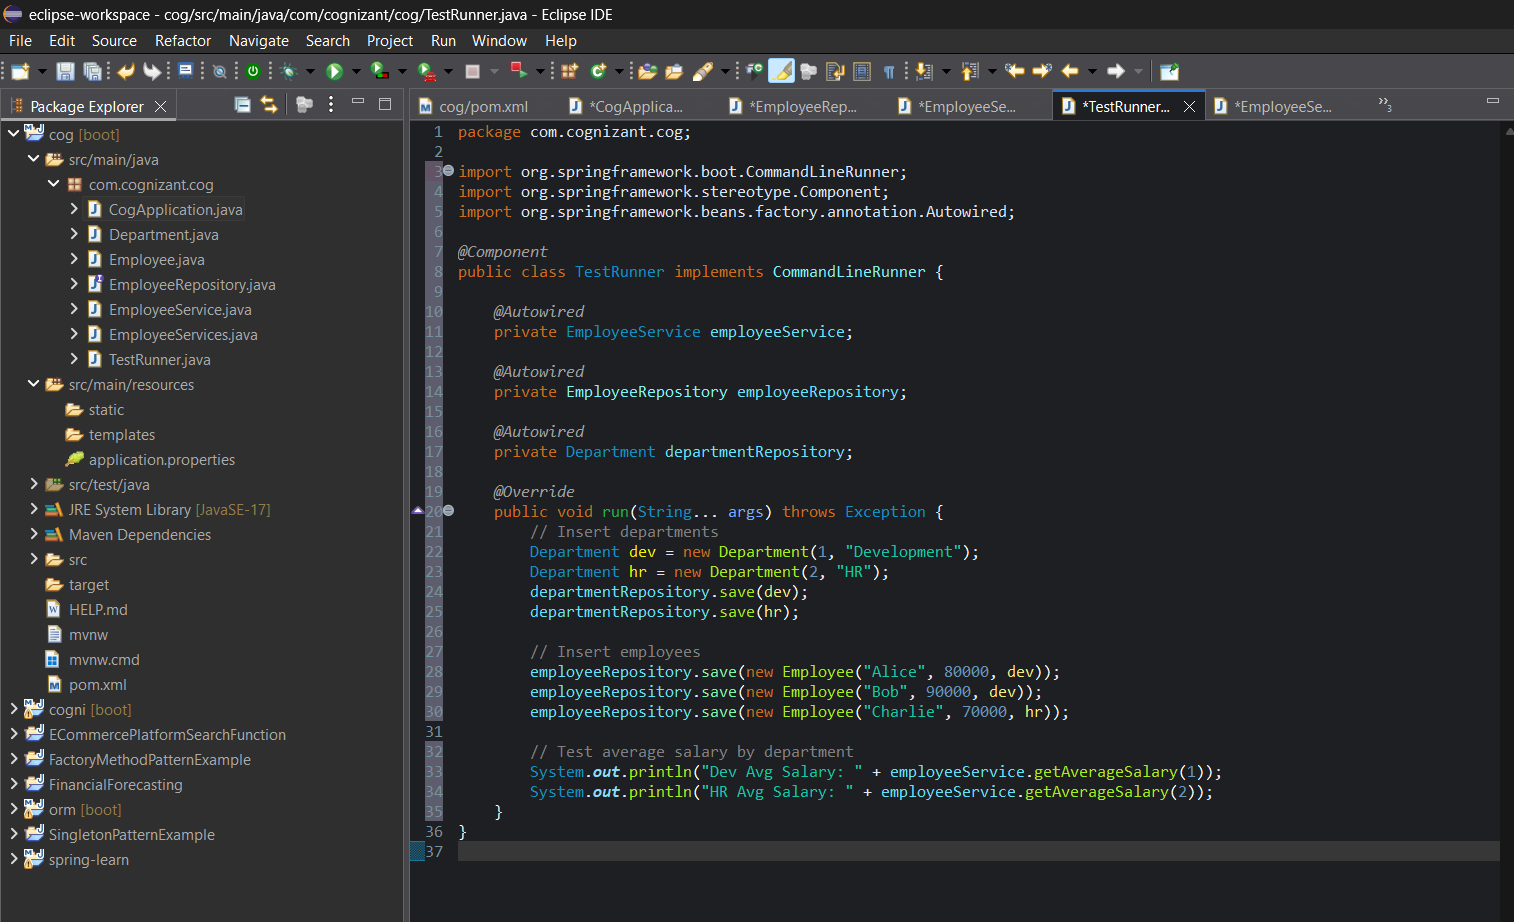 eclipse-workspace - cog/src/main/java/com/cognizant/cog/TestRunner.java - Eclipse IDE
File Edit Source Refactor Navigate Search Project Run Window Help
Package Explorer
cog [boot]
src/main/java
com.cognizant.cog
CogApplication.java
Department.java
Employee.java
EmployeeRepository.java
EmployeeService.java
EmployeeServices.java
TestRunner.java
src/main/resources
static
templates
application.properties
src/test/java
JRE System Library [JavaSE-17]
Maven Dependencies
src
target
HELP.md
mvnw
mvnw.cmd
pom.xml
cogni [boot]
ECommercePlatformSearchFunction
FactoryMethodPatternExample
FinancialForecasting
orm [boot]
SingletonPatternExample
spring-learn
cog/pom.xml *CogApplica... *EmployeeRep... *EmployeeSe... *TestRunner... *EmployeeSe... »3
1 package com.cognizant.cog;
2
3 import org.springframework.boot.CommandLineRunner;
4 import org.springframework.stereotype.Component;
5 import org.springframework.beans.factory.annotation.Autowired;
6
7 @Component
8 public class TestRunner implements CommandLineRunner {
9
10 @Autowired
11 private EmployeeService employeeService;
12
13 @Autowired
14 private EmployeeRepository employeeRepository;
15
16 @Autowired
17 private Department departmentRepository;
18
19 @Override
20 public void run(String... args) throws Exception {
21 // Insert departments
22 Department dev = new Department(1, "Development");
23 Department hr = new Department(2, "HR");
24 departmentRepository.save(dev);
25 departmentRepository.save(hr);
26
27 // Insert employees
28 employeeRepository.save(new Employee("Alice", 80000, dev));
29 employeeRepository.save(new Employee("Bob", 90000, dev));
30 employeeRepository.save(new Employee("Charlie", 70000, hr));
31
32 // Test average salary by department
33 System.out.println("Dev Avg Salary: " + employeeService.getAverageSalary(1));
34 System.out.println("HR Avg Salary: " + employeeService.getAverageSalary(2));
35 }
36 }
37